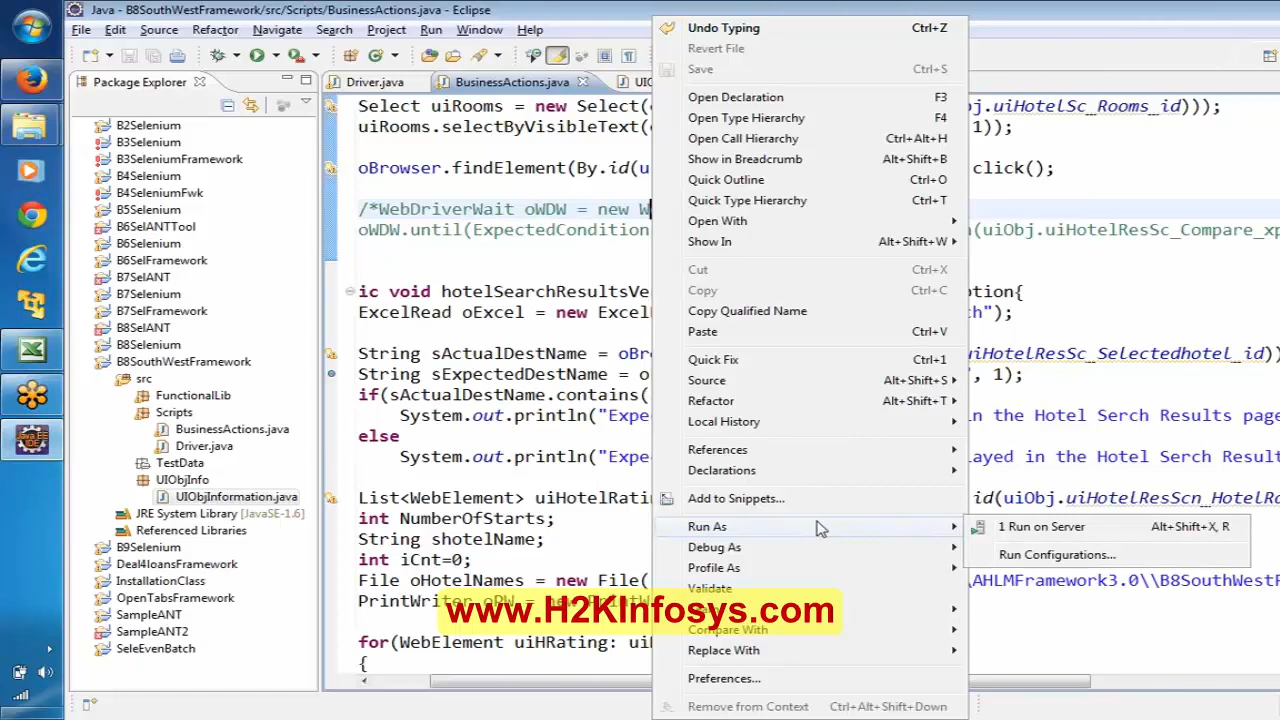 Java - B8SouthWestFramework/src/Scripts/BusinessActions.java - Eclipse
File Edit Source Refactor Navigate Search Project Run Window Help
Package Explorer
B2Selenium
B3Selenium
B3SeleniumFramework
B4Selenium
B4SeleniumFwk
B5Selenium
B6SelANTTool
B6Selenium
B6SelFramework
B7SelANT
B7Selenium
B7SelFramework
B8SelANT
B8Selenium
B8SouthWestFramework
src
FunctionalLib
Scripts
BusinessActions.java
Driver.java
TestData
UIObjInfo
UIObjInformation.java
JRE System Library [JavaSE-1.6]
Referenced Libraries
B9Selenium
Deal4loansFramework
InstallationClass
OpenTabsFramework
SampleANT
SampleANT2
SeleEvenBatch
Driver.java BusinessActions.java
Select uiRooms = new Select( bj.uiHotelSc_Rooms_id)));
uiRooms.selectByVisibleText( 1));
oBrowser.findElement(By.id(u click();
/*WebDriverWait oWDW = new W
oWDW.until(ExpectedCondition (uiObj.uiHotelResSc_Compare_xp
ic void hotelSearchResultsVe ption{
ExcelRead oExcel = new Excel h");
String sActualDestName = oBr iHotelResSc_Selectedhotel_id))
String sExpectedDestName = o ", 1);
if(sActualDestName.contains(
System.out.println("Expe in the Hotel Serch Results page
else
System.out.println("Expe ayed in the Hotel Serch Results
List<WebElement> uiHotelRati id(uiObj.uiHotelResScn_HotelRa
int NumberOfStarts;
String shotelName;
int iCnt=0;
File oHotelNames = new File( \AHLMFramework3.0\\B8SouthWestF
PrintWriter oPW = new PrintW
for(WebElement uiHRating: ui
{
Undo Typing Ctrl+Z
Revert File
Save Ctrl+S
Open Declaration F3
Open Type Hierarchy F4
Open Call Hierarchy Ctrl+Alt+H
Show in Breadcrumb Alt+Shift+B
Quick Outline Ctrl+O
Quick Type Hierarchy Ctrl+T
Open With
Show In Alt+Shift+W
Cut Ctrl+X
Copy Ctrl+C
Copy Qualified Name
Paste Ctrl+V
Quick Fix Ctrl+1
Source Alt+Shift+S
Refactor Alt+Shift+T
Local History
References
Declarations
Add to Snippets...
Run As
Debug As
Profile As
Validate
Compare With
Replace With
Preferences...
Remove from Context Ctrl+Alt+Shift+Down
1 Run on Server Alt+Shift+X, R
Run Configurations...
www.H2KInfosys.com